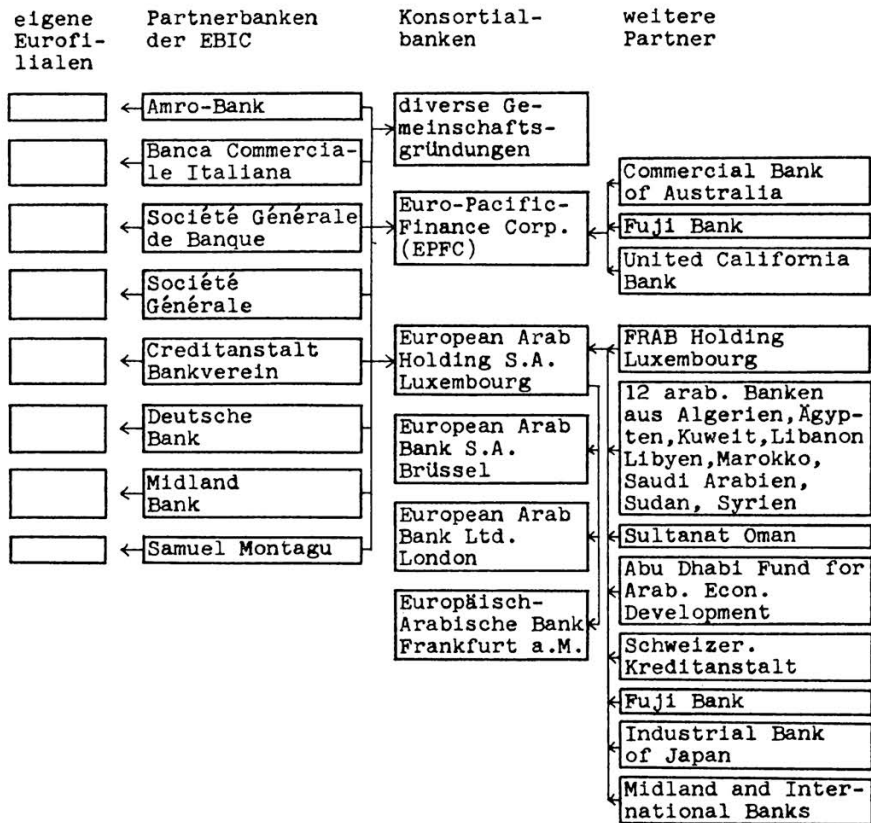 eigene
Eurofi-
lialen
Partnerbanken
der EBIC
Konsortial-
banken
weitere
Partner
Amro-Bank
Banca Commercia-
le Italiana
Société Générale
de Banque
Société
Générale
Creditanstalt
Bankverein
Deutsche
Bank
Midland
Bank
Samuel Montagu
diverse Ge-
meinschafts-
gründungen
Euro-Pacific-
Finance Corp.
(EPFC)
European Arab
Holding S.A.
Luxembourg
European Arab
Bank S.A.
Brüssel
European Arab
Bank Ltd.
London
Europäisch-
Arabische Bank
Frankfurt a.M.
Commercial Bank
of Australia
Fuji Bank
United California
Bank
FRAB Holding
Luxembourg
12 arab. Banken
aus Algerien,Ägyp-
ten,Kuweit,Libanon
Libyen,Marokko,
Saudi Arabien,
Sudan, Syrien
Sultanat Oman
Abu Dhabi Fund for
Arab. Econ.
Development
Schweizer.
Kreditanstalt
Fuji Bank
Industrial Bank
of Japan
Midland and Inter-
national Banks